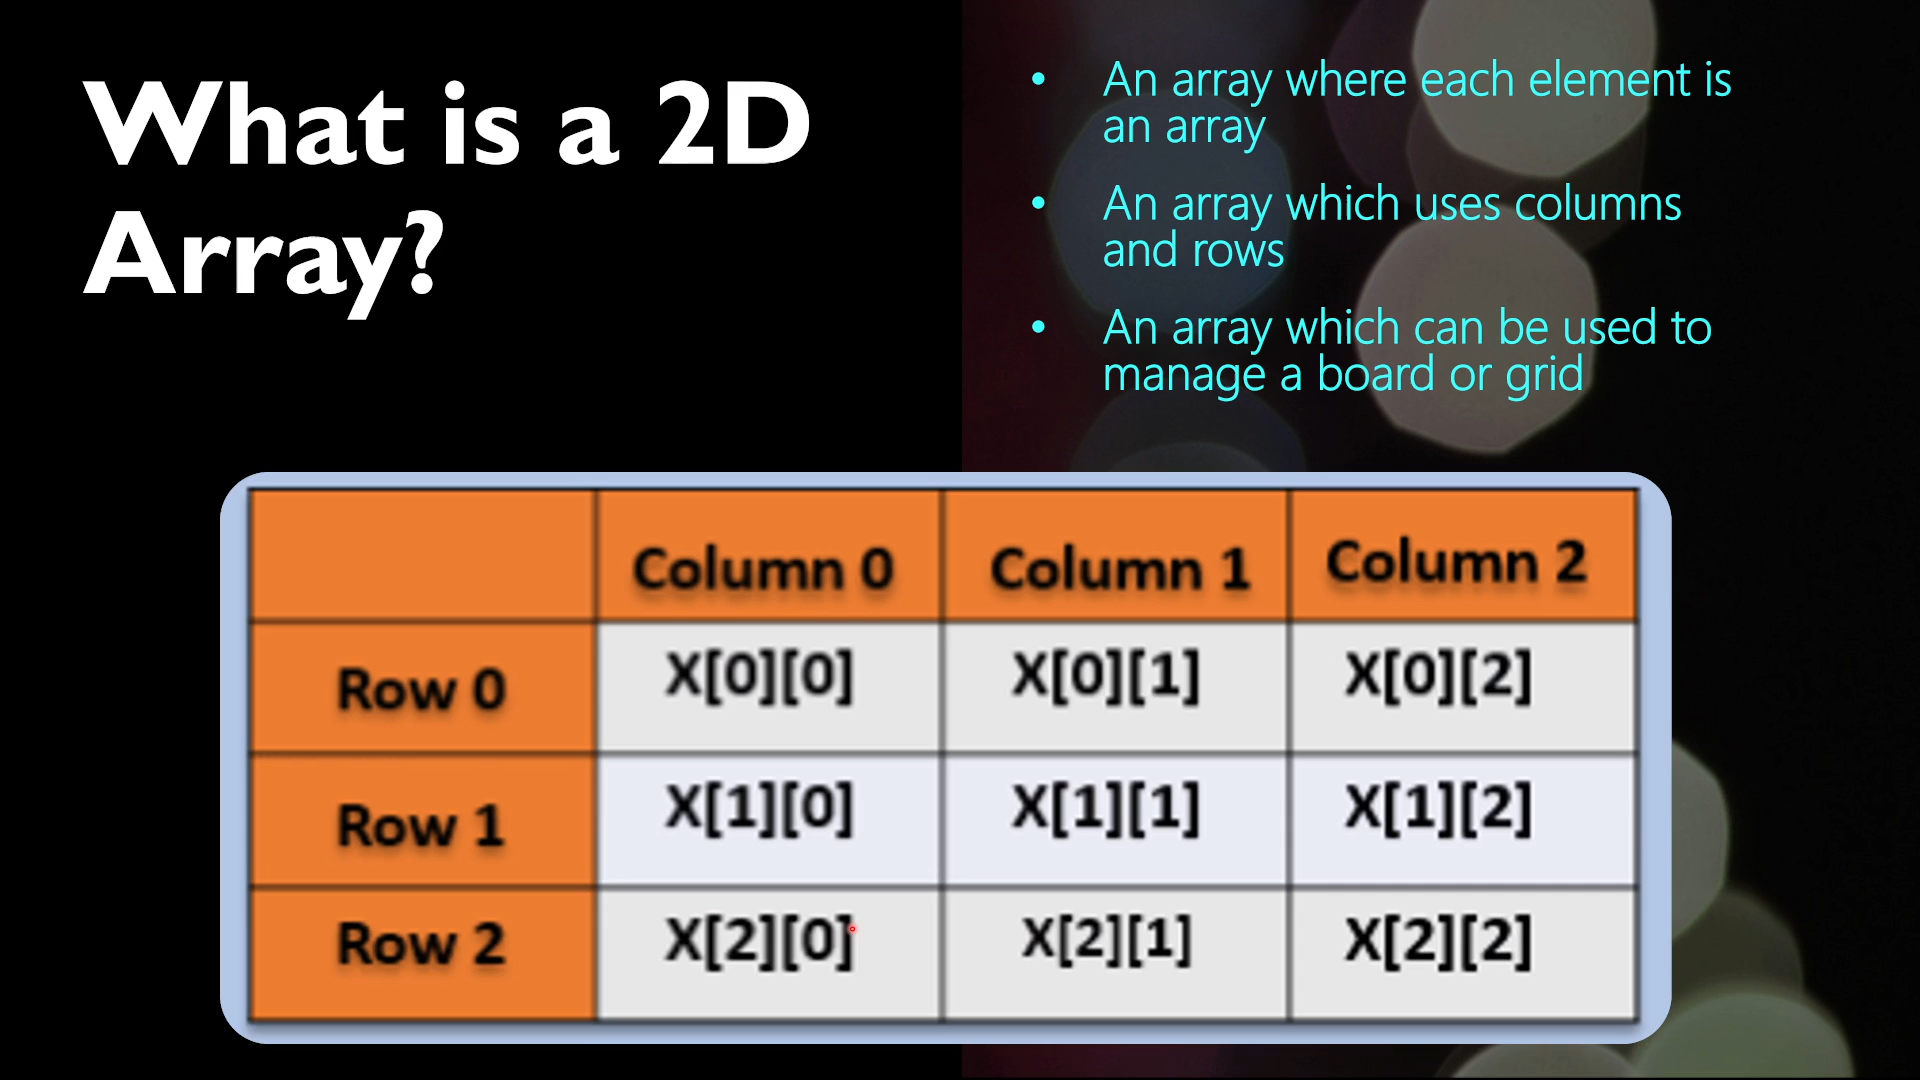 What is a 2D
Array?
• An array where each element is
an array
• An array which uses columns
and rows
• An array which can be used to
manage a board or grid
Column 0 Column 1 Column 2
Row 0 X[0][0] X[0][1] X[0][2]
Row 1 X[1][0] X[1][1] X[1][2]
Row 2 X[2][0] X[2][1] X[2][2]